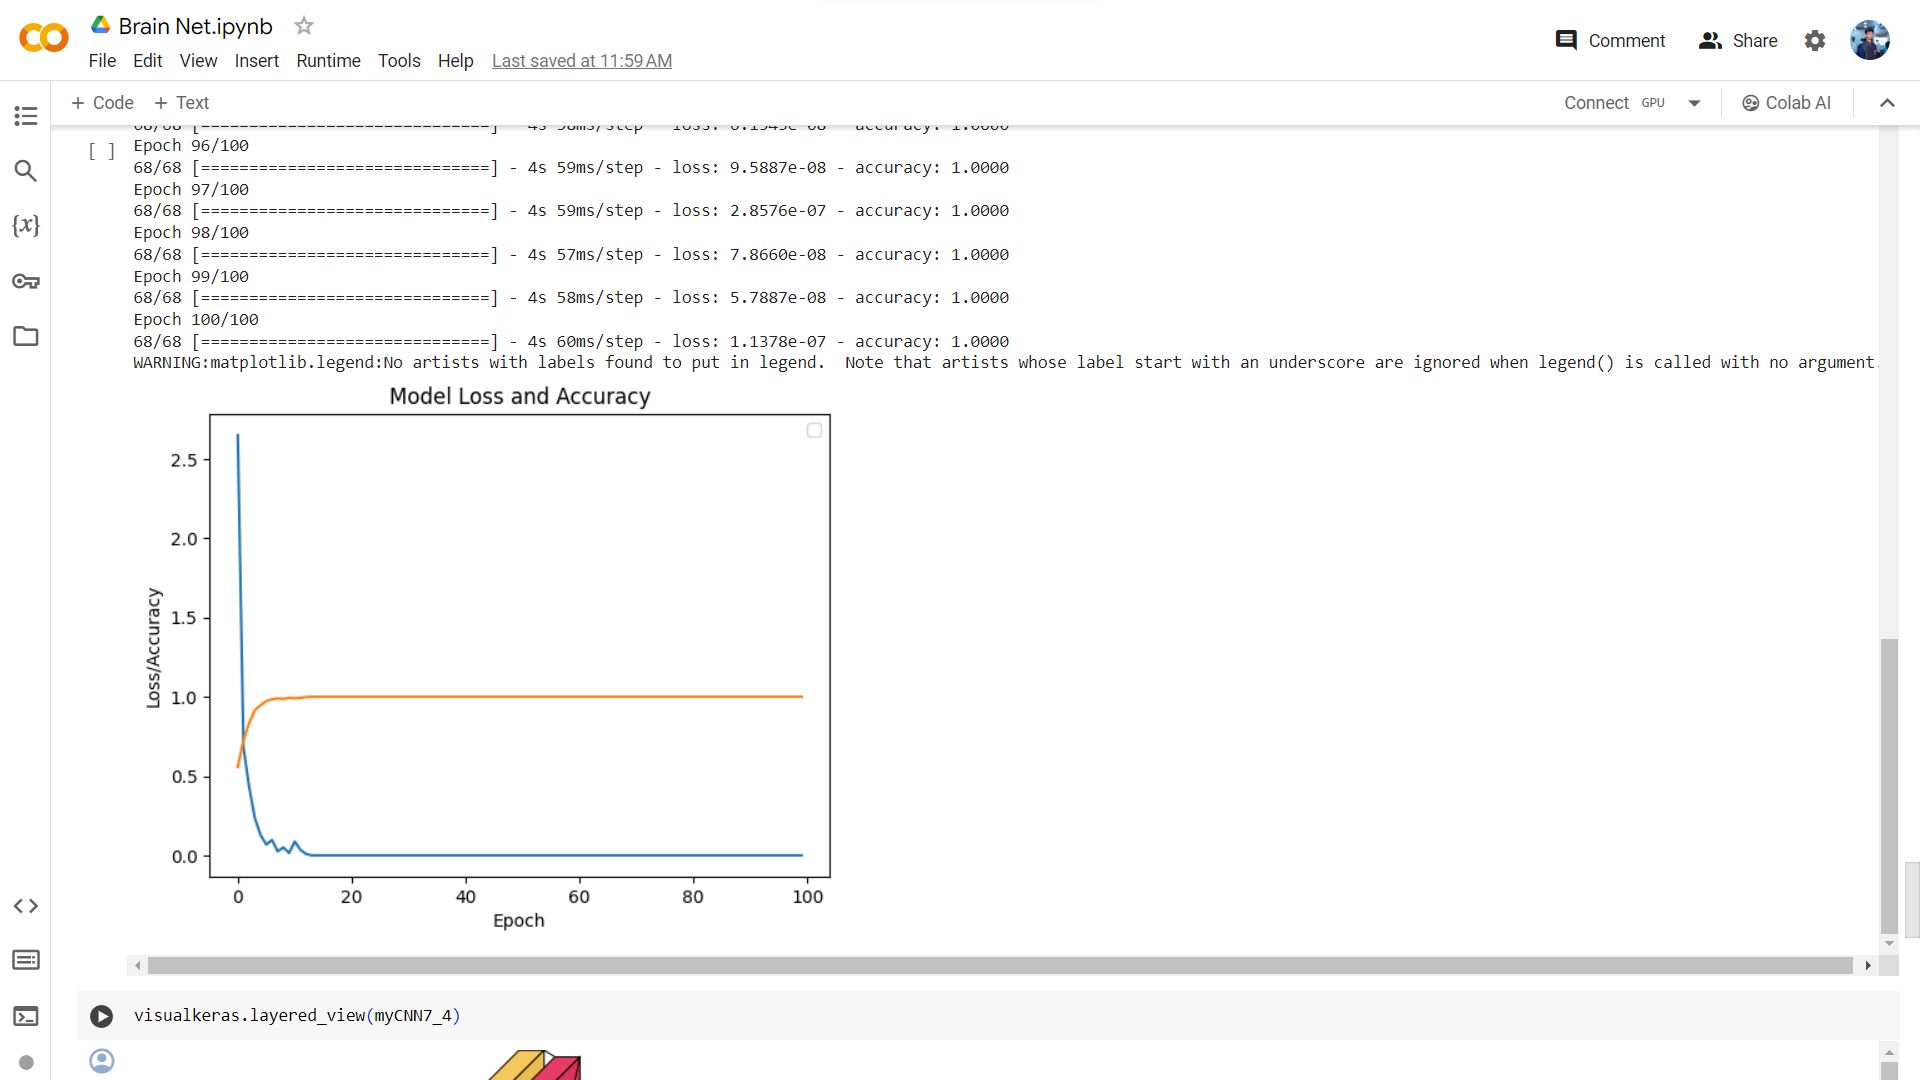 Brain Net.ipynb
File Edit View Insert Runtime Tools Help Last saved at 11:59 AM
Comment Share
+ Code + Text
Connect GPU Colab AI
[ ]
Epoch 96/100
68/68 [==============================] - 4s 59ms/step - loss: 9.5887e-08 - accuracy: 1.0000
Epoch 97/100
68/68 [==============================] - 4s 59ms/step - loss: 2.8576e-07 - accuracy: 1.0000
Epoch 98/100
68/68 [==============================] - 4s 57ms/step - loss: 7.8660e-08 - accuracy: 1.0000
Epoch 99/100
68/68 [==============================] - 4s 58ms/step - loss: 5.7887e-08 - accuracy: 1.0000
Epoch 100/100
68/68 [==============================] - 4s 60ms/step - loss: 1.1378e-07 - accuracy: 1.0000
WARNING:matplotlib.legend:No artists with labels found to put in legend.  Note that artists whose label start with an underscore are ignored when legend() is called with no argument.
Model Loss and Accuracy
2.5
2.0
1.5
1.0
0.5
0.0
Loss/Accuracy
0 20 40 60 80 100
Epoch
visualkeras.layered_view(myCNN7_4)
{x}